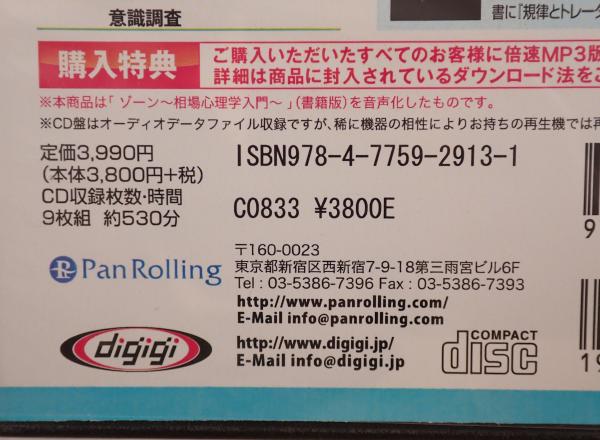 意識調査
書に『規律とトレーダ
購入特典
ご購入いただいたすべてのお客様に倍速MP3版
詳細は商品に封入されているダウンロード法をご
※本商品は「ゾーン～相場心理学入門～」(書籍版)を音声化したものです。
※CD盤はオーディオデータファイル収録ですが、稀に機器の相性によりお持ちの再生機では再
定価3,990円
(本体3,800円+税)
CD収録枚数・時間
9枚組 約530分
ISBN978-4-7759-2913-1
C0833 ¥3800E
9
Pan Rolling
〒160-0023
東京都新宿区西新宿7-9-18第三雨宮ビル6F
Tel : 03-5386-7396 Fax : 03-5386-7393
http://www.panrolling.com/
E-Mail info@panrolling.com
digigi
http://www.digigi.jp/
E-Mail info@digigi.jp
COMPACT
disc
19